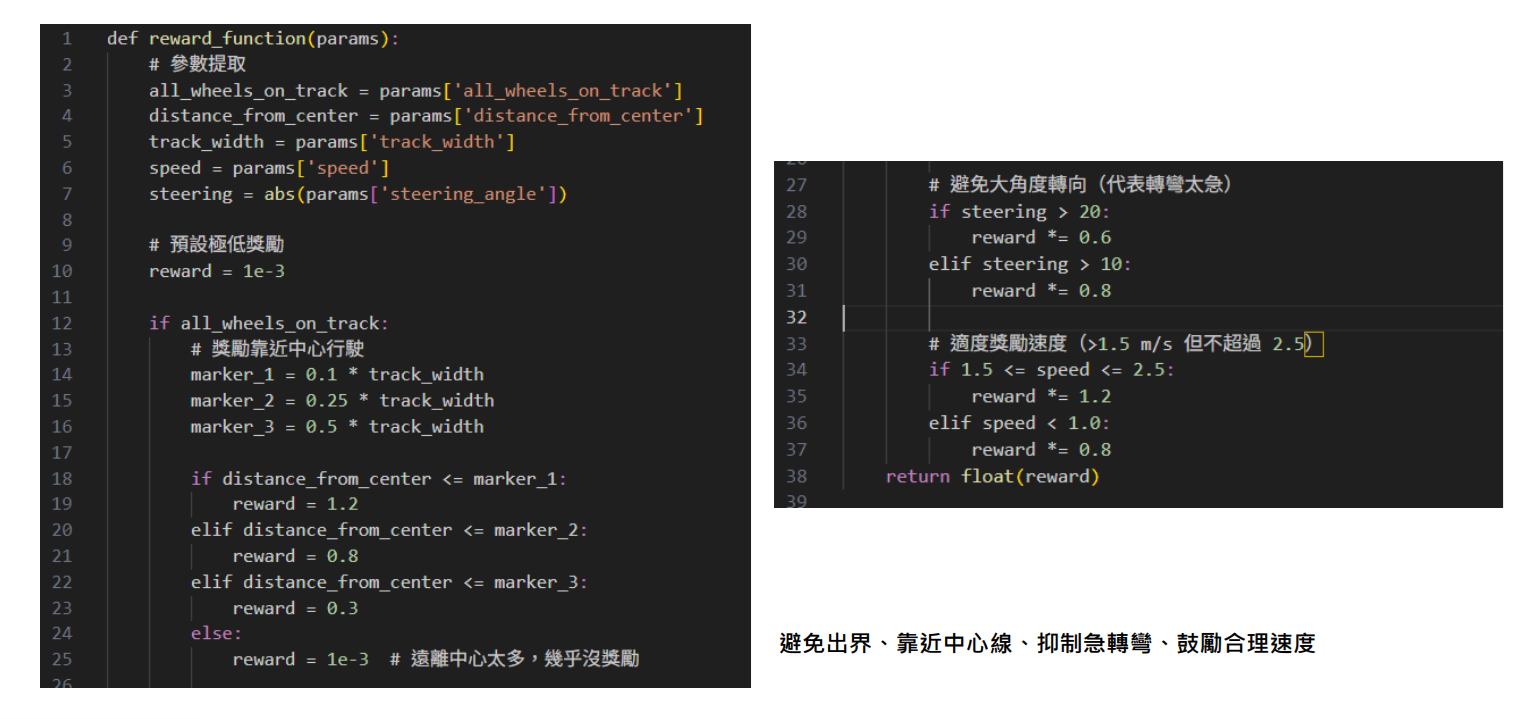 1 def reward_function(params):
2 # 參數提取
3 all_wheels_on_track = params['all_wheels_on_track']
4 distance_from_center = params['distance_from_center']
5 track_width = params['track_width']
6 speed = params['speed']
7 steering = abs(params['steering_angle'])
8
9 # 預設極低獎勵
10 reward = 1e-3
11
12 if all_wheels_on_track:
13 # 獎勵靠近中心行駛
14 marker_1 = 0.1 * track_width
15 marker_2 = 0.25 * track_width
16 marker_3 = 0.5 * track_width
17
18 if distance_from_center <= marker_1:
19 reward = 1.2
20 elif distance_from_center <= marker_2:
21 reward = 0.8
22 elif distance_from_center <= marker_3:
23 reward = 0.3
24 else:
25 reward = 1e-3 # 遠離中心太多，幾乎沒獎勵
26
27 # 避免大角度轉向（代表轉彎太急）
28 if steering > 20:
29 reward *= 0.6
30 elif steering > 10:
31 reward *= 0.8
32
33 # 適度獎勵速度（>1.5 m/s 但不超過 2.5）
34 if 1.5 <= speed <= 2.5:
35 reward *= 1.2
36 elif speed < 1.0:
37 reward *= 0.8
38 return float(reward)
39
避免出界、靠近中心線、抑制急轉彎、鼓勵合理速度